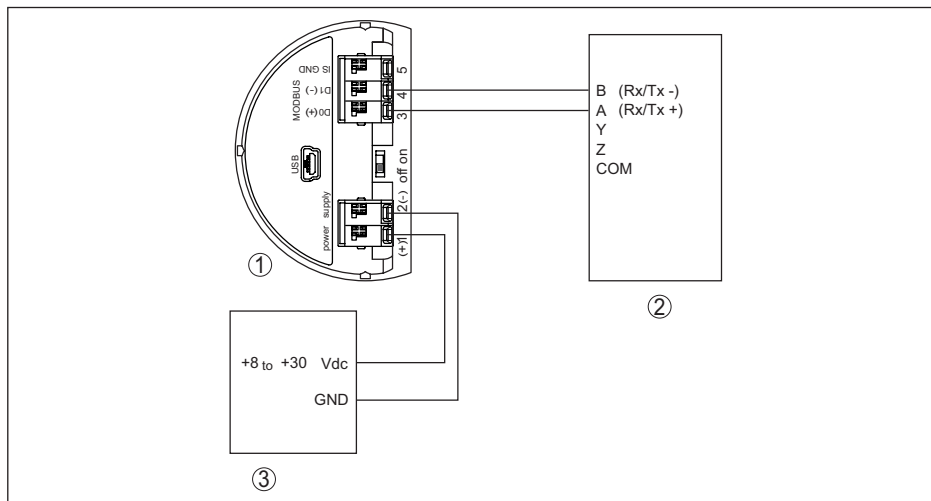 IS GND
MODBUS
D1(-)
D0(+)
USB
power supply
5
4
3
off on
2(-)
(+)1
1
B (Rx/Tx -)
A (Rx/Tx +)
Y
Z
COM
2
+8 to +30 Vdc
GND
3